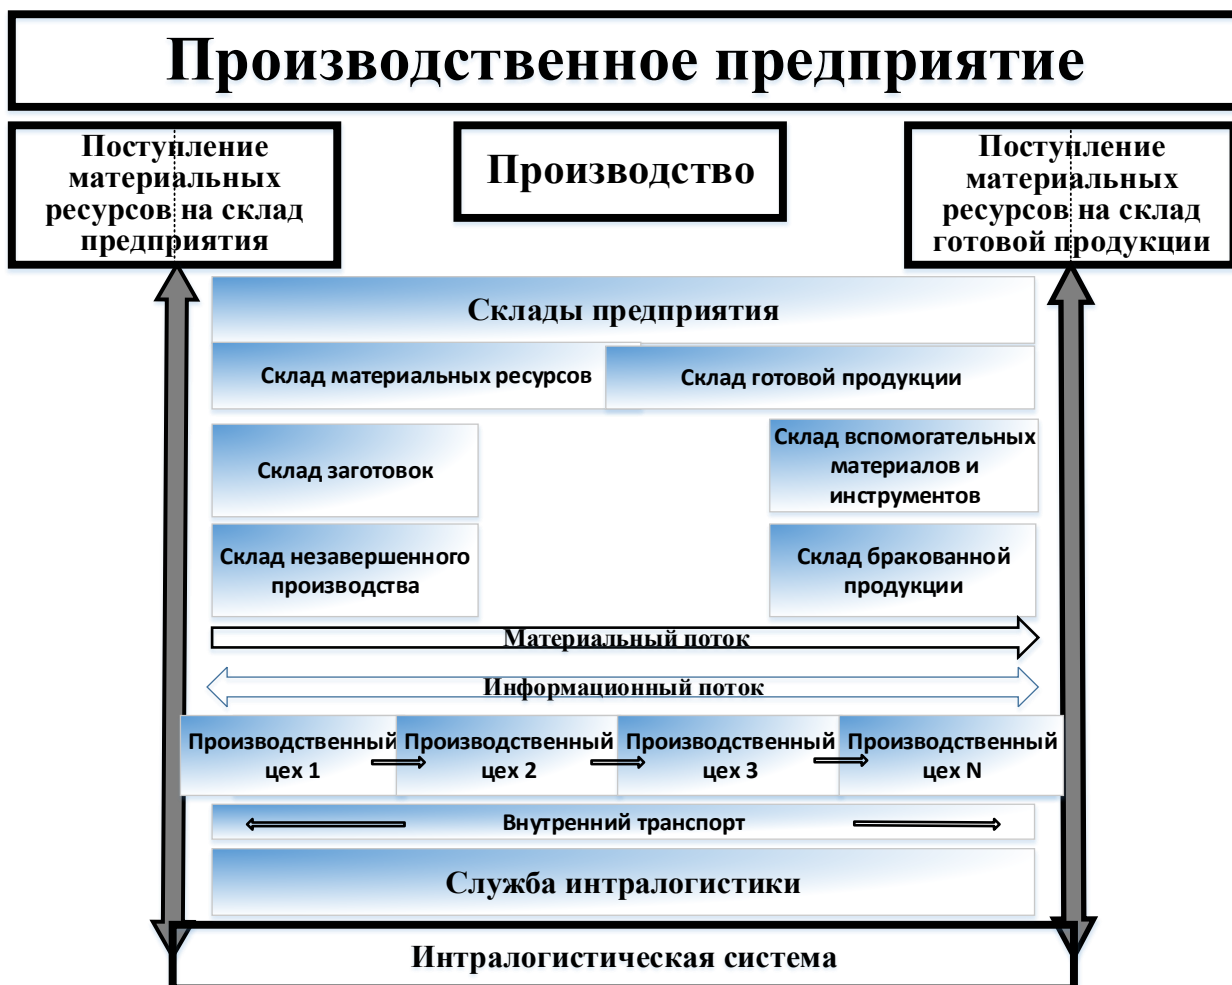 Производственное предприятие
Поступление
материальных
ресурсов на склад
предприятия
Производство
Поступление
материальных
ресурсов на склад
готовой продукции
Склады предприятия
Склад материальных ресурсов
Склад готовой продукции
Склад заготовок
Склад вспомогательных
материалов и
инструментов
Склад незавершенного
производства
Склад бракованной
продукции
Материальный поток
Информационный поток
Производственный
цех 1
Производственный
цех 2
Производственный
цех 3
Производственный
цех N
Внутренний транспорт
Служба интралогистики
Интралогистическая система